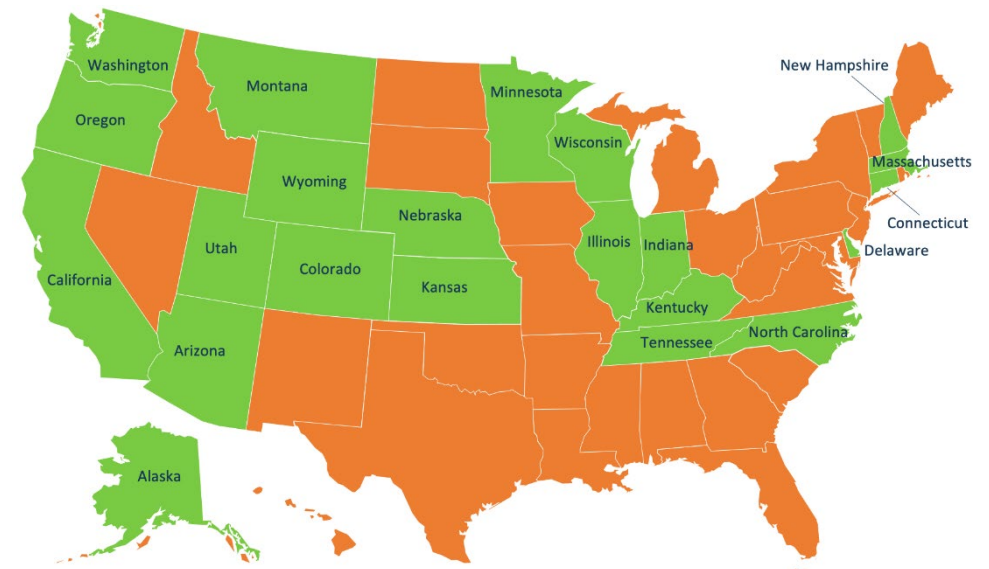 New Hampshire
Washington
Montana
Minnesota
Oregon
Wisconsin
Massachusetts
Wyoming
Nebraska
Connecticut
Utah
Illinois
Indiana
Delaware
Colorado
California
Kansas
Kentucky
North Carolina
Arizona
Tennessee
Alaska